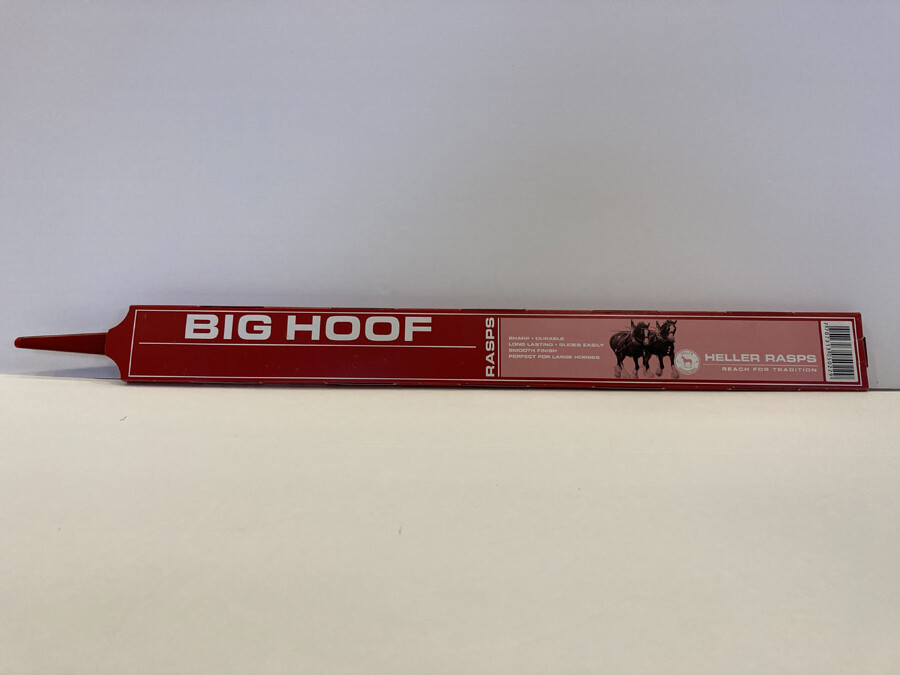 BIG HOOF
RASPS
SHARP • DURABLE
LONG LASTING • GLIDES EASILY
SMOOTH FINISH
PERFECT FOR LARGE HORSES
HELLER RASPS
REACH FOR TRADITION